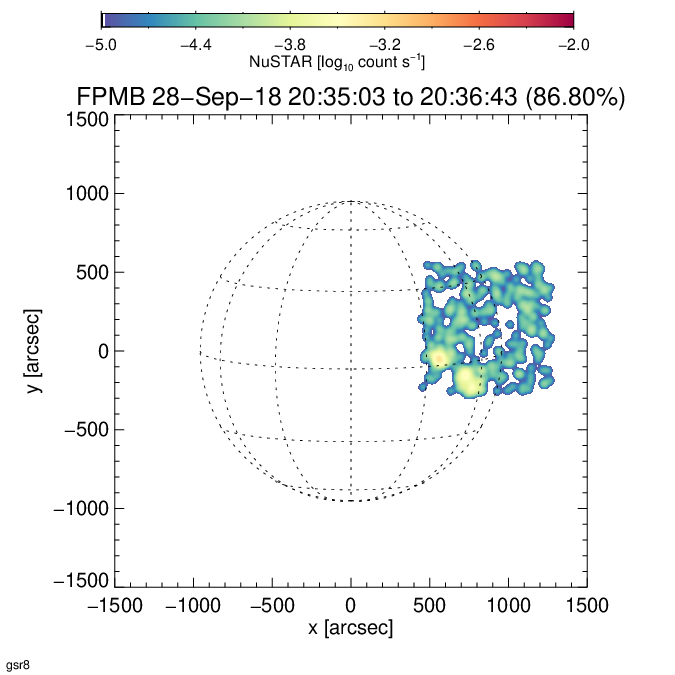 −5.0 −4.4 −3.8 −3.2 −2.6 −2.0
NuSTAR [log10 count s−1]
FPMB 28−Sep−18 20:35:03 to 20:36:43 (86.80%)
1500
1000
500
0
−500
−1000
−1500
y [arcsec]
−1500 −1000 −500 0 500 1000 1500
x [arcsec]
gsr8